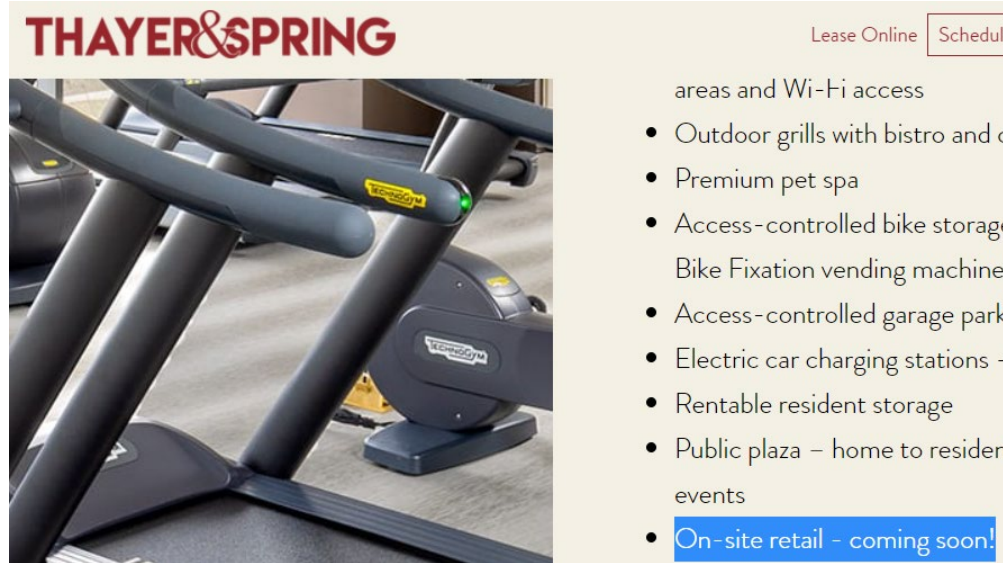 THAYER&SPRING
Lease Online
areas and Wi-Fi access
• Outdoor grills with bistro and
• Premium pet spa
• Access-controlled bike storage
Bike Fixation vending machine
• Access-controlled garage park
• Electric car charging stations -
• Rentable resident storage
• Public plaza – home to residen
events
• On-site retail - coming soon!
TECHNOGYM
TECHNOGYM